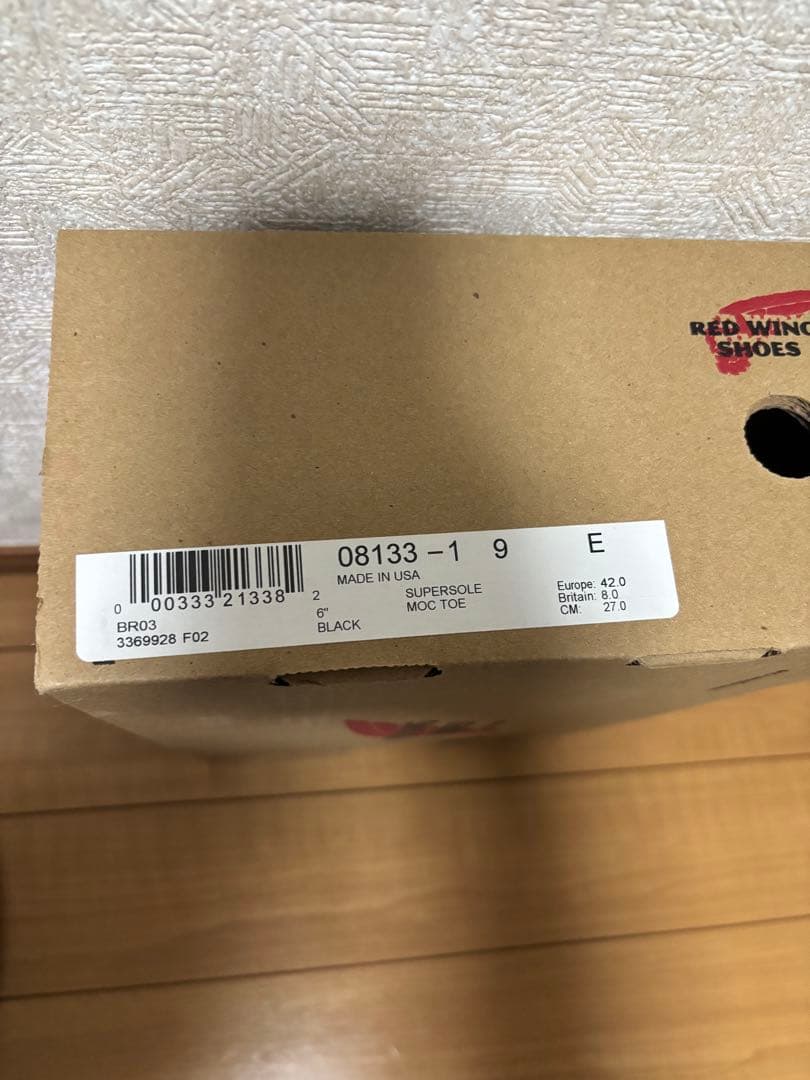 RED WING
SHOES
08133-1 9 E
MADE IN USA
0 00333 21338 2
BR03
3369928 F02
6"
BLACK
SUPERSOLE
MOC TOE
Europe: 42.0
Britain: 8.0
CM: 27.0